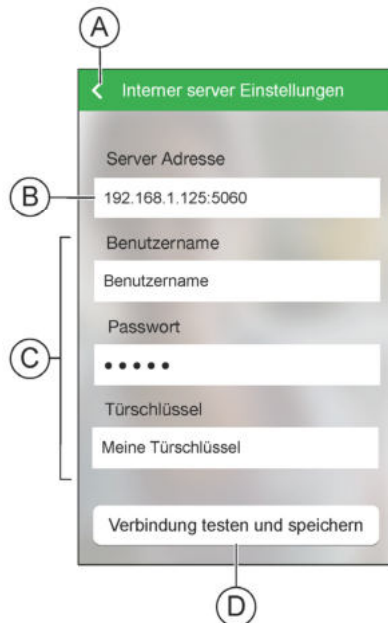 A
Interner server Einstellungen
Server Adresse
B
192.168.1.125:5060
Benutzername
Benutzername
C
Passwort
•••••
Türschlüssel
Meine Türschlüssel
Verbindung testen und speichern
D